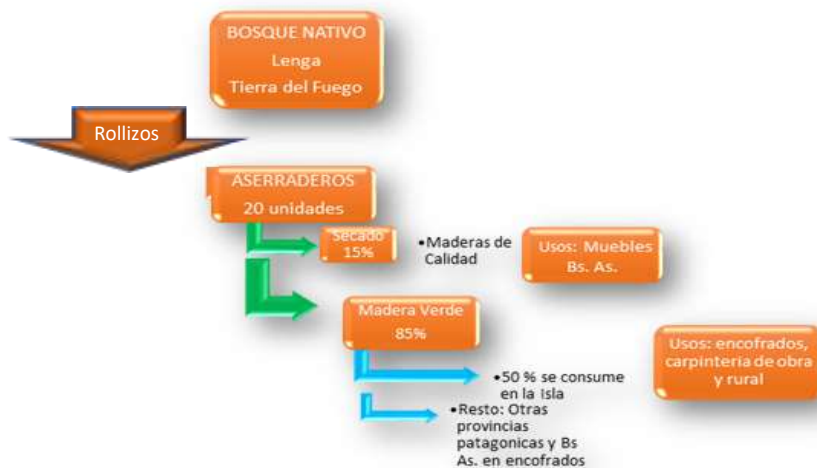 BOSQUE NATIVO
Lenga
Tierra del Fuego
Rollizos
ASERRADEROS
20 unidades
Secado
15%
•Maderas de
Calidad
Usos: Muebles
Bs. As.
Madera Verde
85%
Usos: encofrados,
carpinteria de obra
y rural
•50 % se consume
en la Isla
•Resto: Otras
provincias
patagonicas y Bs
As. en encofrados